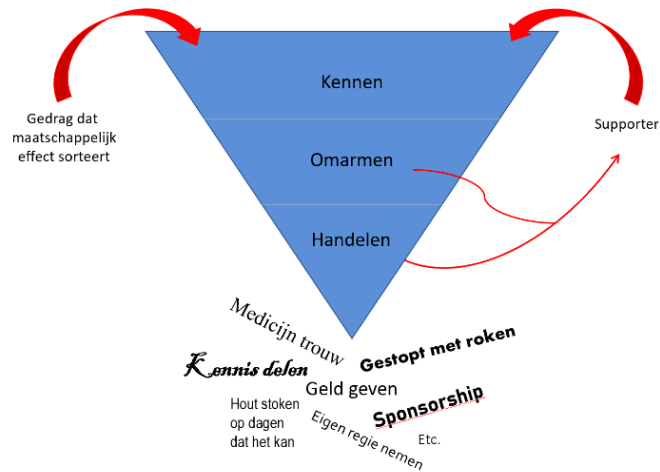 Kennen
Gedrag dat
maatschappelijk
effect sorteert
Supporter
Omarmen
Handelen
Medicijn trouw
Gestopt met roken
Kennis delen
Geld geven
Hout stoken
op dagen
dat het kan
Sponsorship
Eigen regie nemen
Etc.